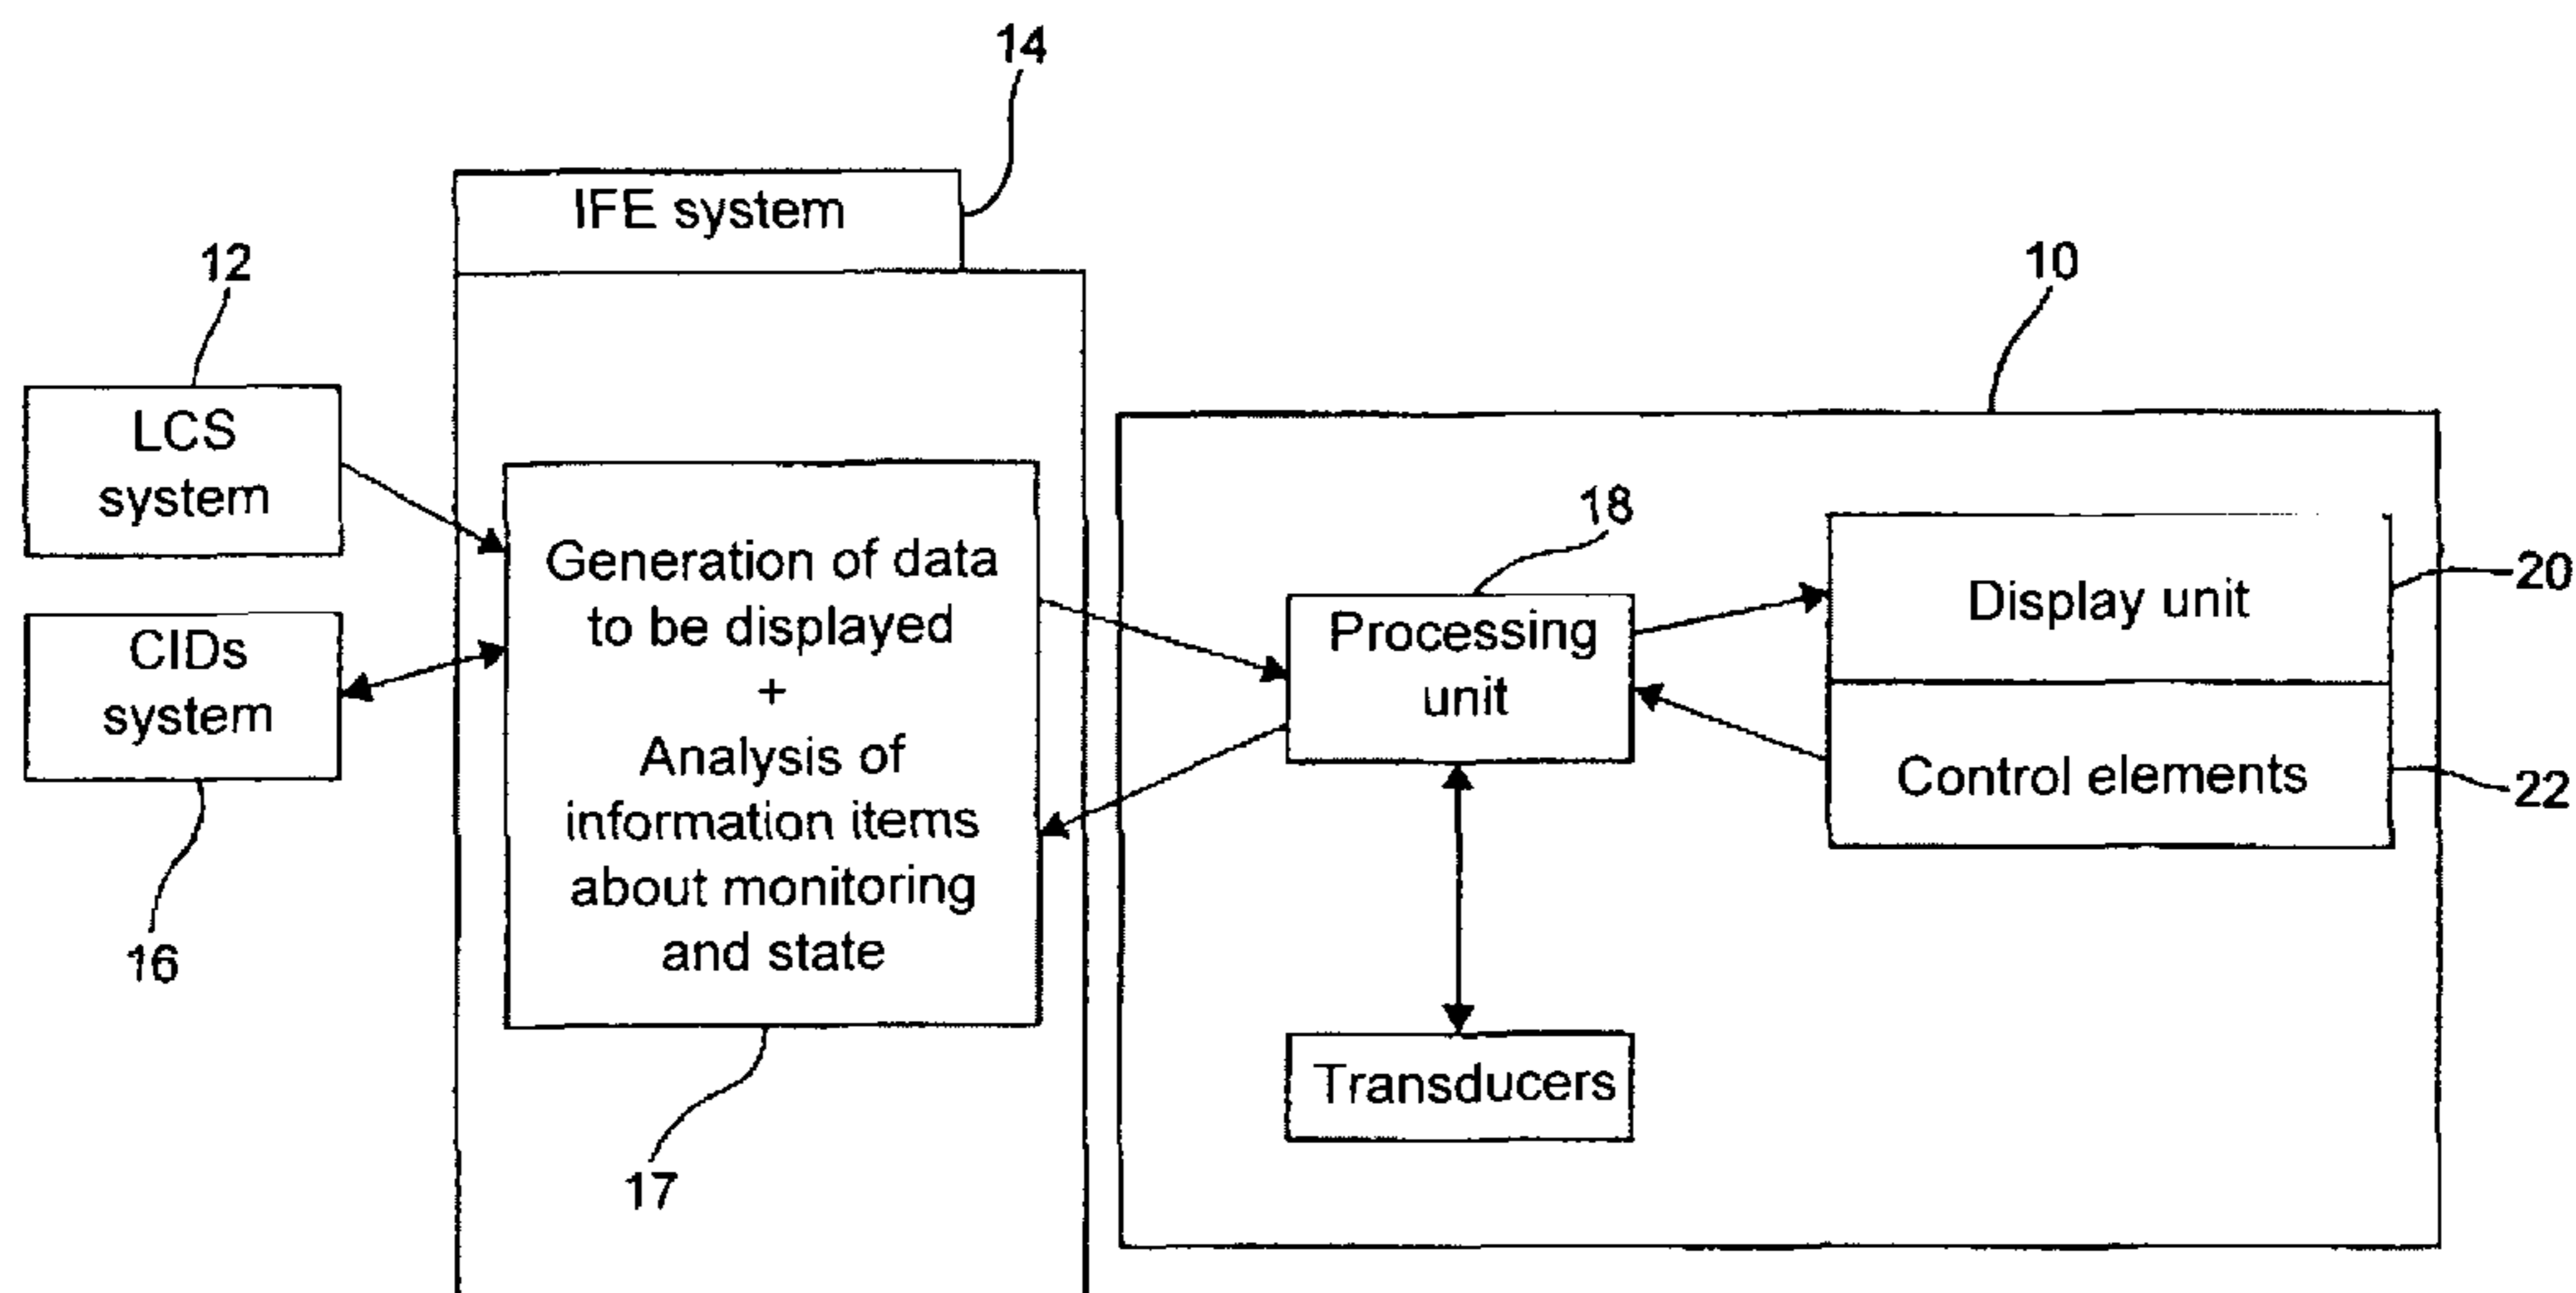 14
IFE system
12
10
LCS
system
18
Generation of data
to be displayed
+
Analysis of
information items
about monitoring
and state
Processing
unit
Display unit
20
CIDs
system
Control elements
22
16
Transducers
17